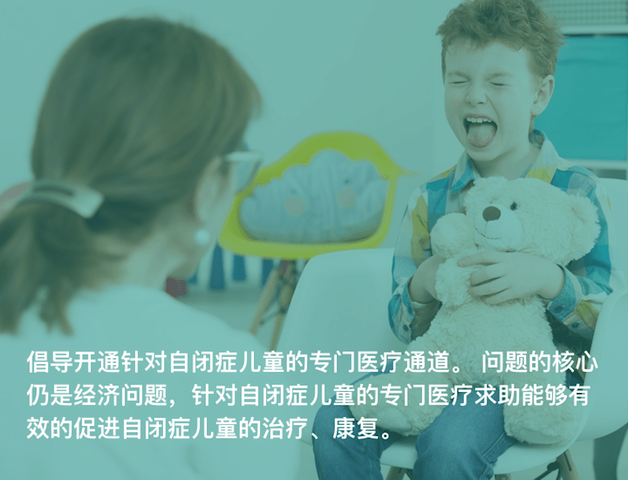 倡导开通针对自闭症儿童的专门医疗通道。 问题的核心
仍是经济问题，针对自闭症儿童的专门医疗求助能够有
效的促进自闭症儿童的治疗、康复。